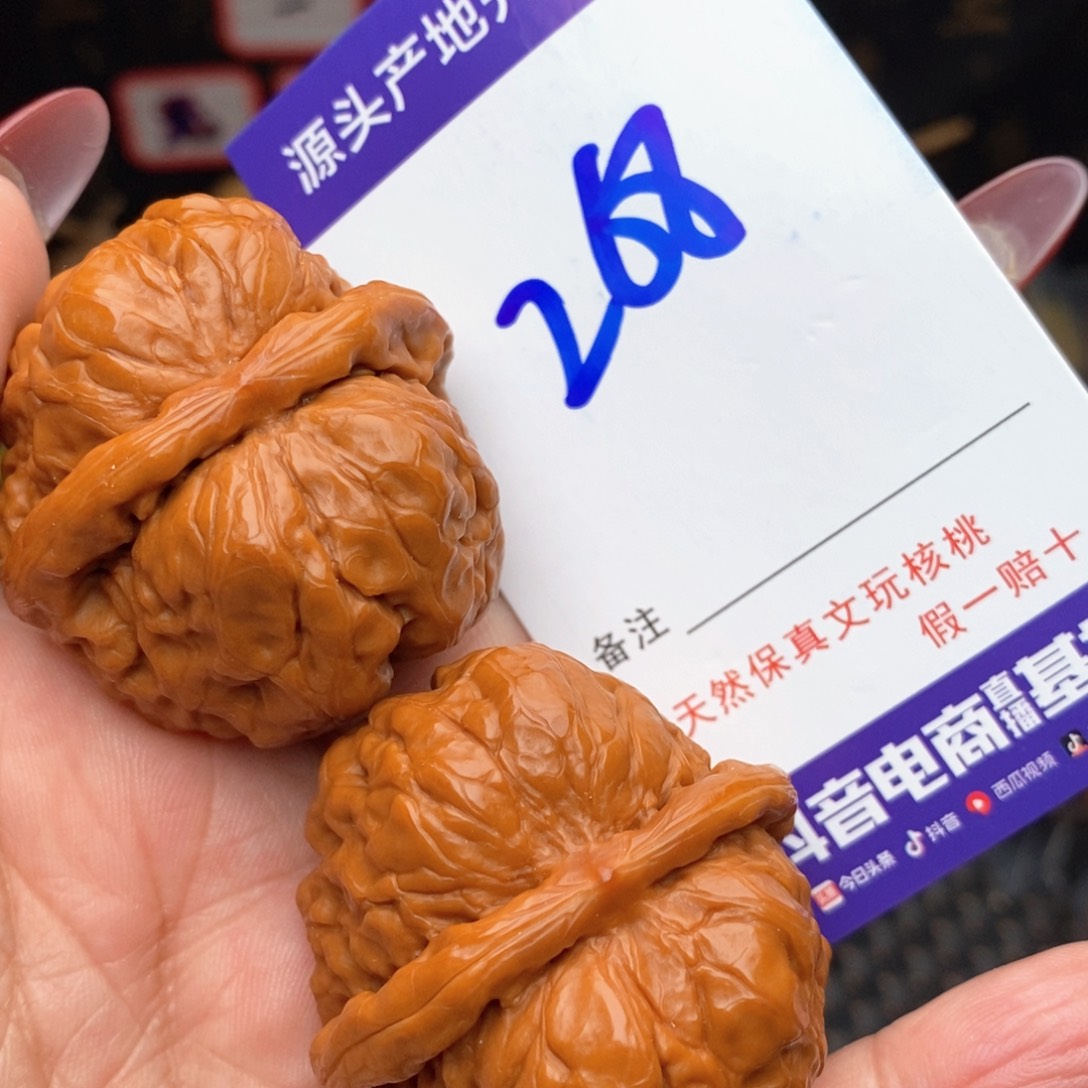 源头产地
268
备注
天然保真文玩核桃
假一赔十
抖音电商直播基
今日头条 抖音 西瓜视频